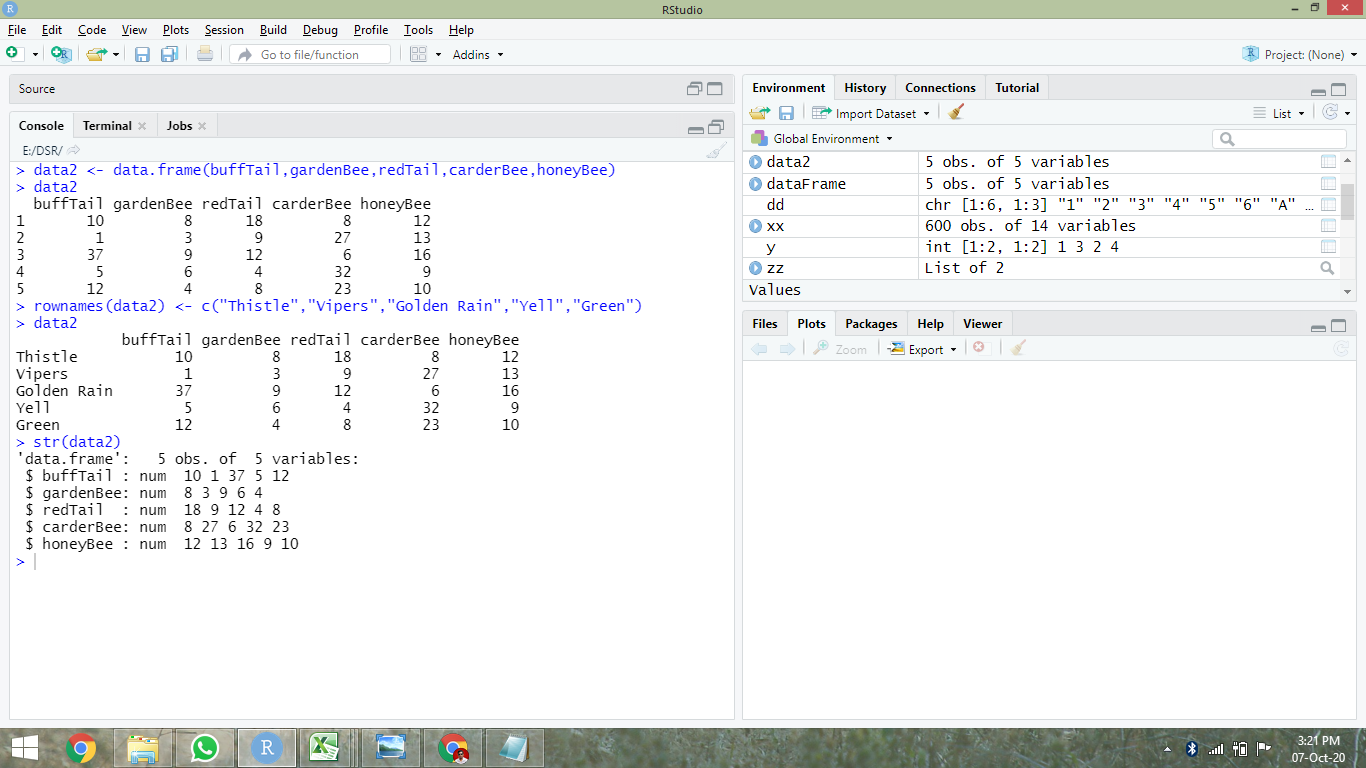 RStudio
File Edit Code View Plots Session Build Debug Profile Tools Help
Go to file/function Addins Project: (None)
Source
Console Terminal Jobs
E:/DSR/
> data2 <- data.frame(buffTail,gardenBee,redTail,carderBee,honeyBee)
> data2
  buffTail gardenBee redTail carderBee honeyBee
1       10         8      18         8       12
2        1         3       9        27       13
3       37         9      12         6       16
4        5         6       4        32        9
5       12         4       8        23       10
> rownames(data2) <- c("Thistle","Vipers","Golden Rain","Yell","Green")
> data2
            buffTail gardenBee redTail carderBee honeyBee
Thistle           10         8      18         8       12
Vipers             1         3       9        27       13
Golden Rain       37         9      12         6       16
Yell               5         6       4        32        9
Green             12         4       8        23       10
> str(data2)
'data.frame':   5 obs. of  5 variables:
 $ buffTail : num  10 1 37 5 12
 $ gardenBee: num  8 3 9 6 4
 $ redTail  : num  18 9 12 4 8
 $ carderBee: num  8 27 6 32 23
 $ honeyBee : num  12 13 16 9 10
>
Environment History Connections Tutorial
Import Dataset List
Global Environment
data2 5 obs. of 5 variables
dataFrame 5 obs. of 5 variables
dd chr [1:6, 1:3] "1" "2" "3" "4" "5" "6" "A" …
xx 600 obs. of 14 variables
y int [1:2, 1:2] 1 3 2 4
zz List of 2
Values
Files Plots Packages Help Viewer
Zoom Export
3:21 PM
07-Oct-20